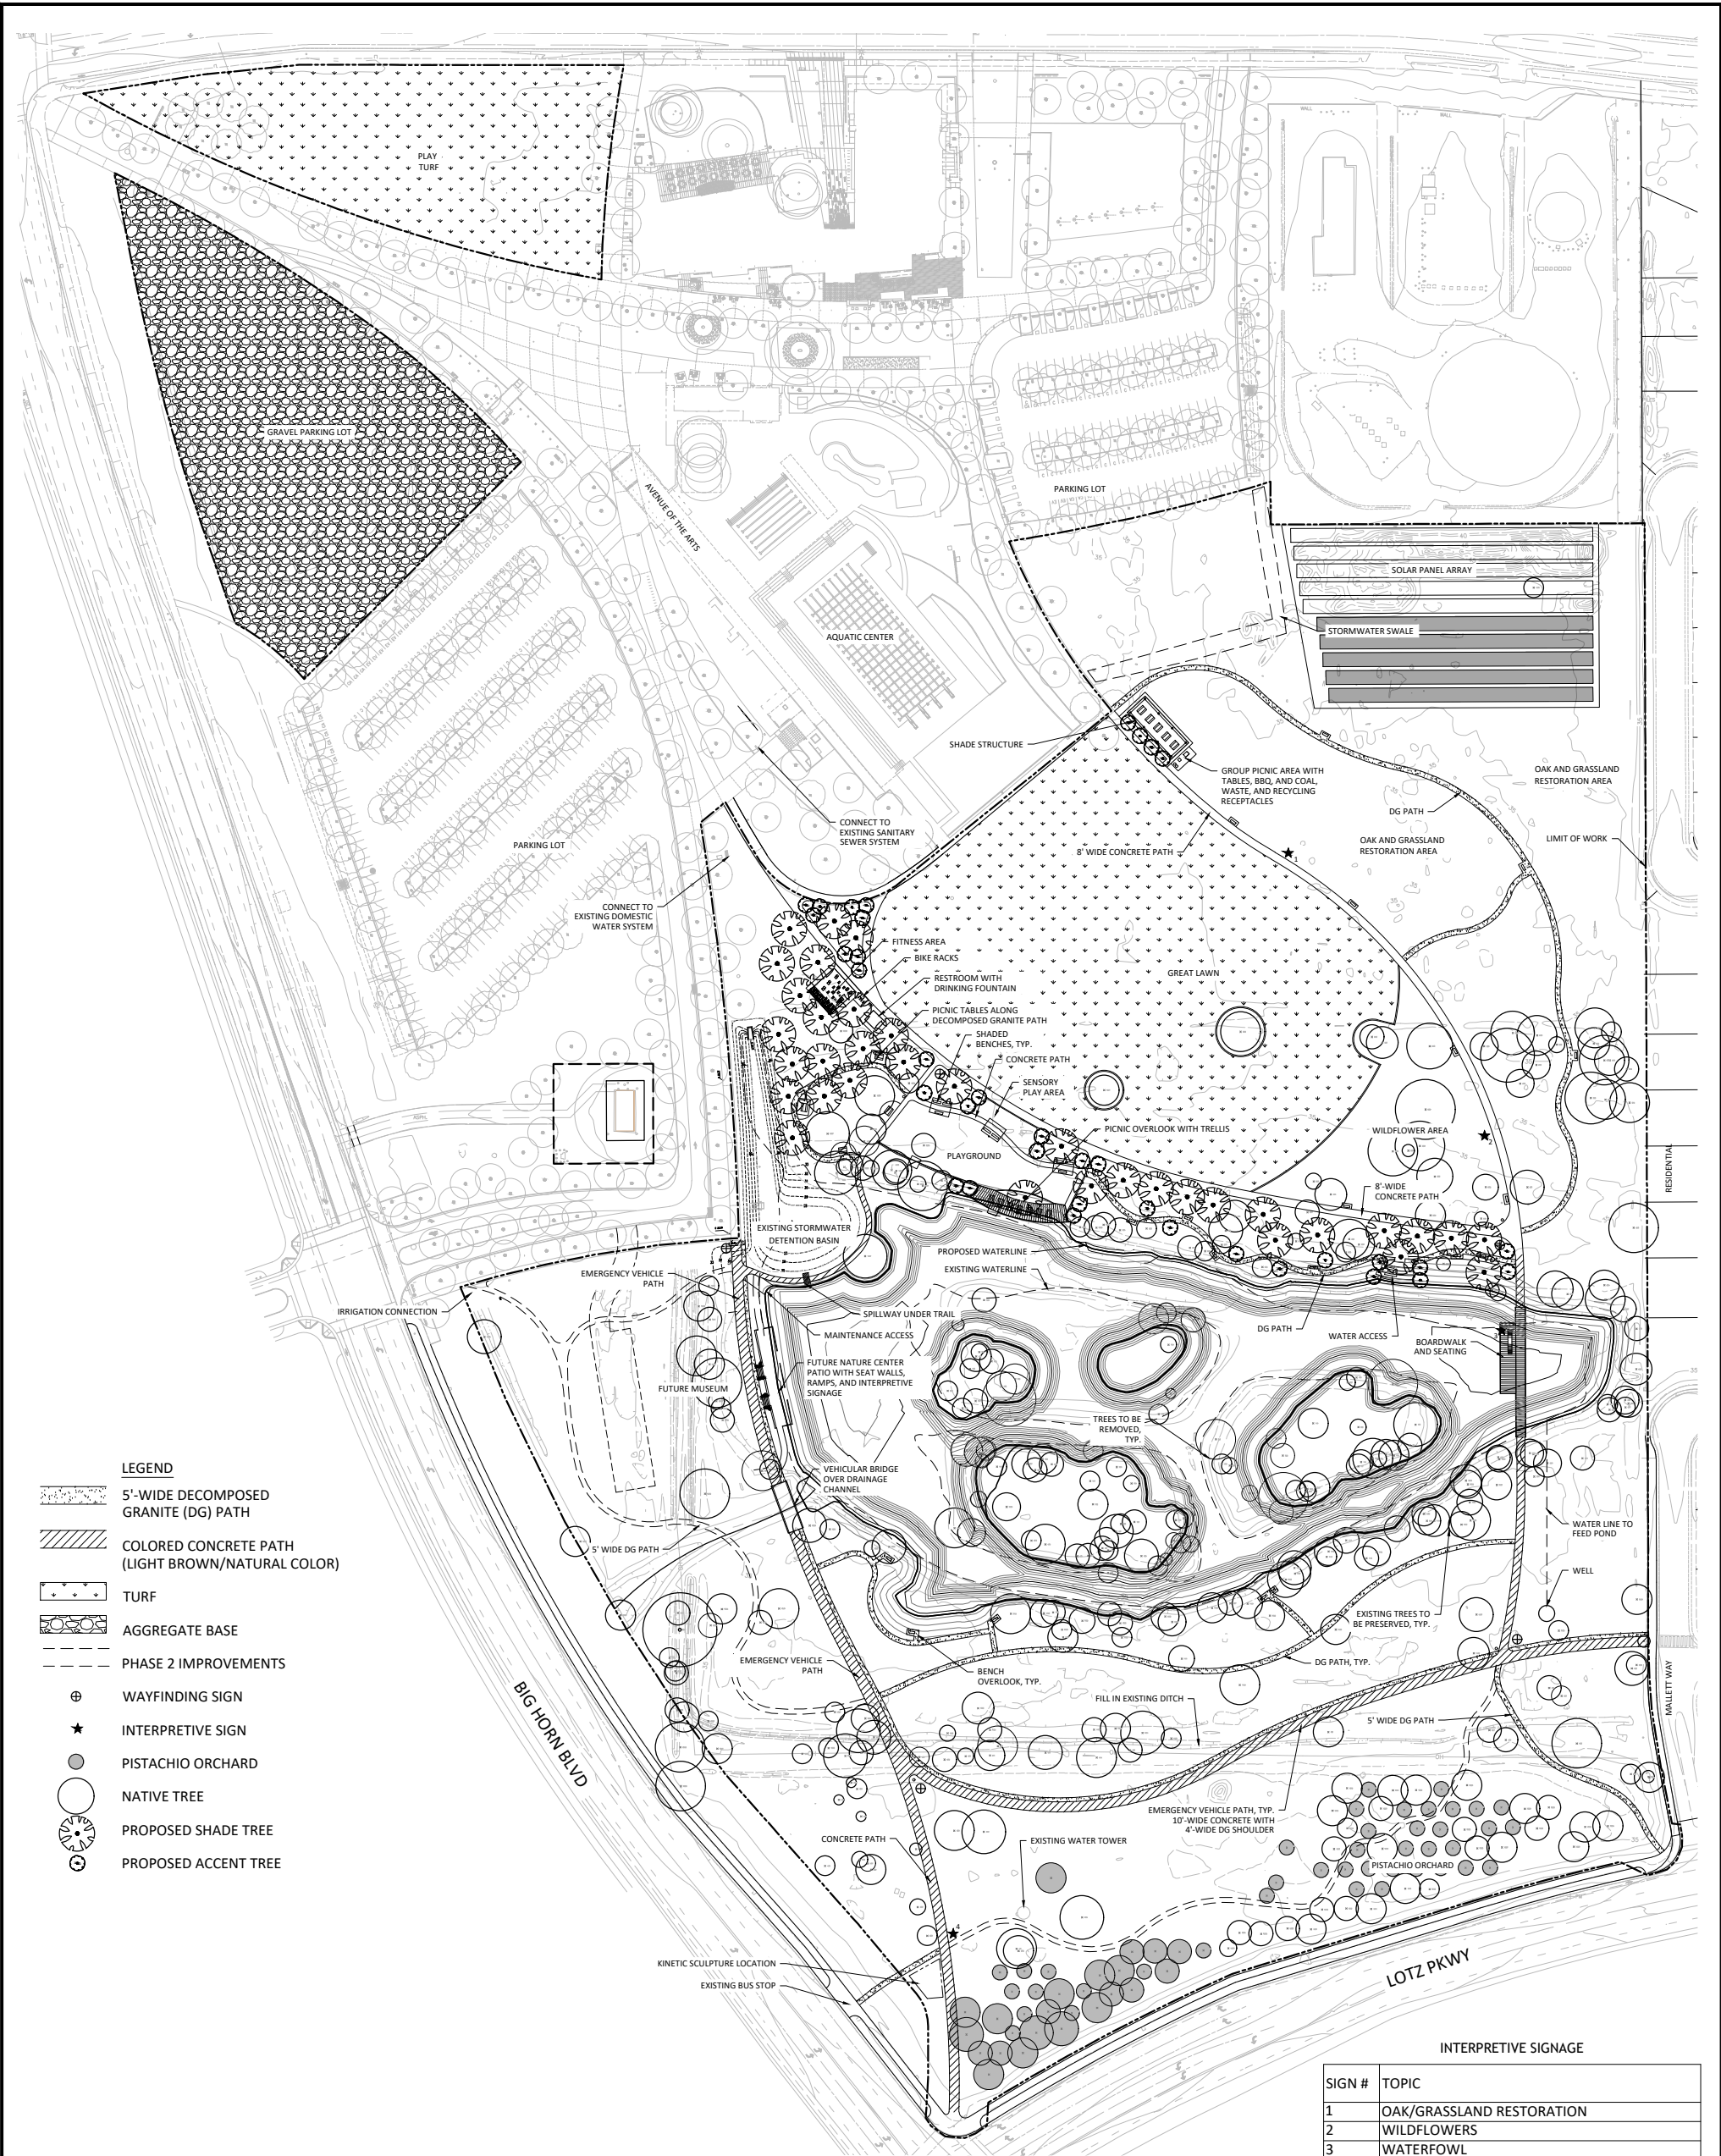 WALL
WALL
PLAY
TURF
GRAVEL PARKING LOT
AVENUE OF THE ARTS
PARKING LOT
SOLAR PANEL ARRAY
STORMWATER SWALE
AQUATIC CENTER
SHADE STRUCTURE
GROUP PICNIC AREA WITH
TABLES, BBQ, AND COAL,
WASTE, AND RECYCLING
RECEPTACLES
OAK AND GRASSLAND
RESTORATION AREA
DG PATH
CONNECT TO
EXISTING SANITARY
SEWER SYSTEM
PARKING LOT
8' WIDE CONCRETE PATH
1
OAK AND GRASSLAND
RESTORATION AREA
LIMIT OF WORK
CONNECT TO
EXISTING DOMESTIC
WATER SYSTEM
FITNESS AREA
BIKE RACKS
RESTROOM WITH
DRINKING FOUNTAIN
GREAT LAWN
PICNIC TABLES ALONG
DECOMPOSED GRANITE PATH
SHADED
BENCHES, TYP.
CONCRETE PATH
SENSORY
PLAY AREA
PICNIC OVERLOOK WITH TRELLIS
WILDFLOWER AREA
PLAYGROUND
RESIDENTIAL
8'-WIDE
CONCRETE PATH
EXISTING STORMWATER
DETENTION BASIN
PROPOSED WATERLINE
EXISTING WATERLINE
EMERGENCY VEHICLE
PATH
IRRIGATION CONNECTION
SPILLWAY UNDER TRAIL
MAINTENANCE ACCESS
DG PATH
WATER ACCESS
BOARDWALK
AND SEATING
FUTURE NATURE CENTER
PATIO WITH SEAT WALLS,
RAMPS, AND INTERPRETIVE
SIGNAGE
FUTURE MUSEUM
TREES TO BE
REMOVED,
TYP.
VEHICULAR BRIDGE
OVER DRAINAGE
CHANNEL
WATER LINE TO
FEED POND
5' WIDE DG PATH
WELL
EXISTING TREES TO
BE PRESERVED, TYP.
EMERGENCY VEHICLE
PATH
BENCH
OVERLOOK, TYP.
DG PATH, TYP.
FILL IN EXISTING DITCH
5' WIDE DG PATH
MALLETT WAY
BIG HORN BLVD
EMERGENCY VEHICLE PATH, TYP.
10'-WIDE CONCRETE WITH
4'-WIDE DG SHOULDER
CONCRETE PATH
EXISTING WATER TOWER
PISTACHIO ORCHARD
4
KINETIC SCULPTURE LOCATION
EXISTING BUS STOP
LOTZ PKWY
LEGEND
5'-WIDE DECOMPOSED
GRANITE (DG) PATH
COLORED CONCRETE PATH
(LIGHT BROWN/NATURAL COLOR)
TURF
AGGREGATE BASE
PHASE 2 IMPROVEMENTS
WAYFINDING SIGN
INTERPRETIVE SIGN
PISTACHIO ORCHARD
NATIVE TREE
PROPOSED SHADE TREE
PROPOSED ACCENT TREE
INTERPRETIVE SIGNAGE
SIGN # TOPIC
1 OAK/GRASSLAND RESTORATION
2 WILDFLOWERS
3 WATERFOWL